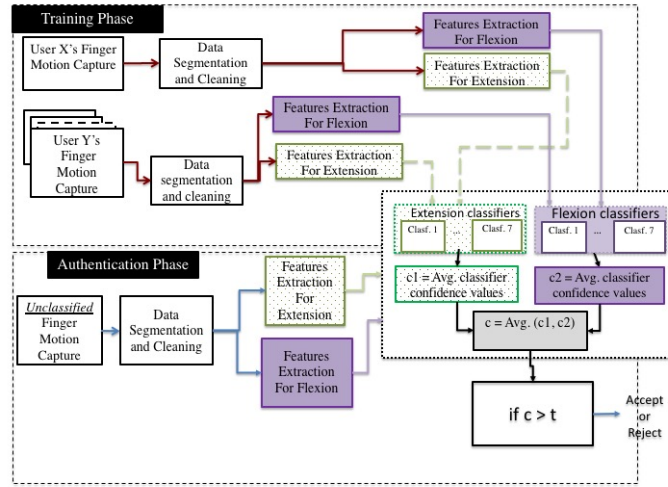 Training Phase
User X's Finger
Motion Capture
Data
Segmentation
and Cleaning
Features Extraction
For Flexion
Features Extraction
For Extension
User Y's
Finger
Motion
Capture
Data
segmentation
and cleaning
Features Extraction
For Flexion
Features Extraction
For Extension
Extension classifiers
Clasf. 1
...
Clasf. 7
Flexion classifiers
Clasf. 1
...
Clasf. 7
c1 = Avg. classifier
confidence values
c2 = Avg. classifier
confidence values
c = Avg. (c1, c2)
if c > t
Accept
or
Reject
Authentication Phase
Unclassified
Finger
Motion
Capture
Data
Segmentation
and Cleaning
Features
Extraction
For
Extension
Features
Extraction
For Flexion